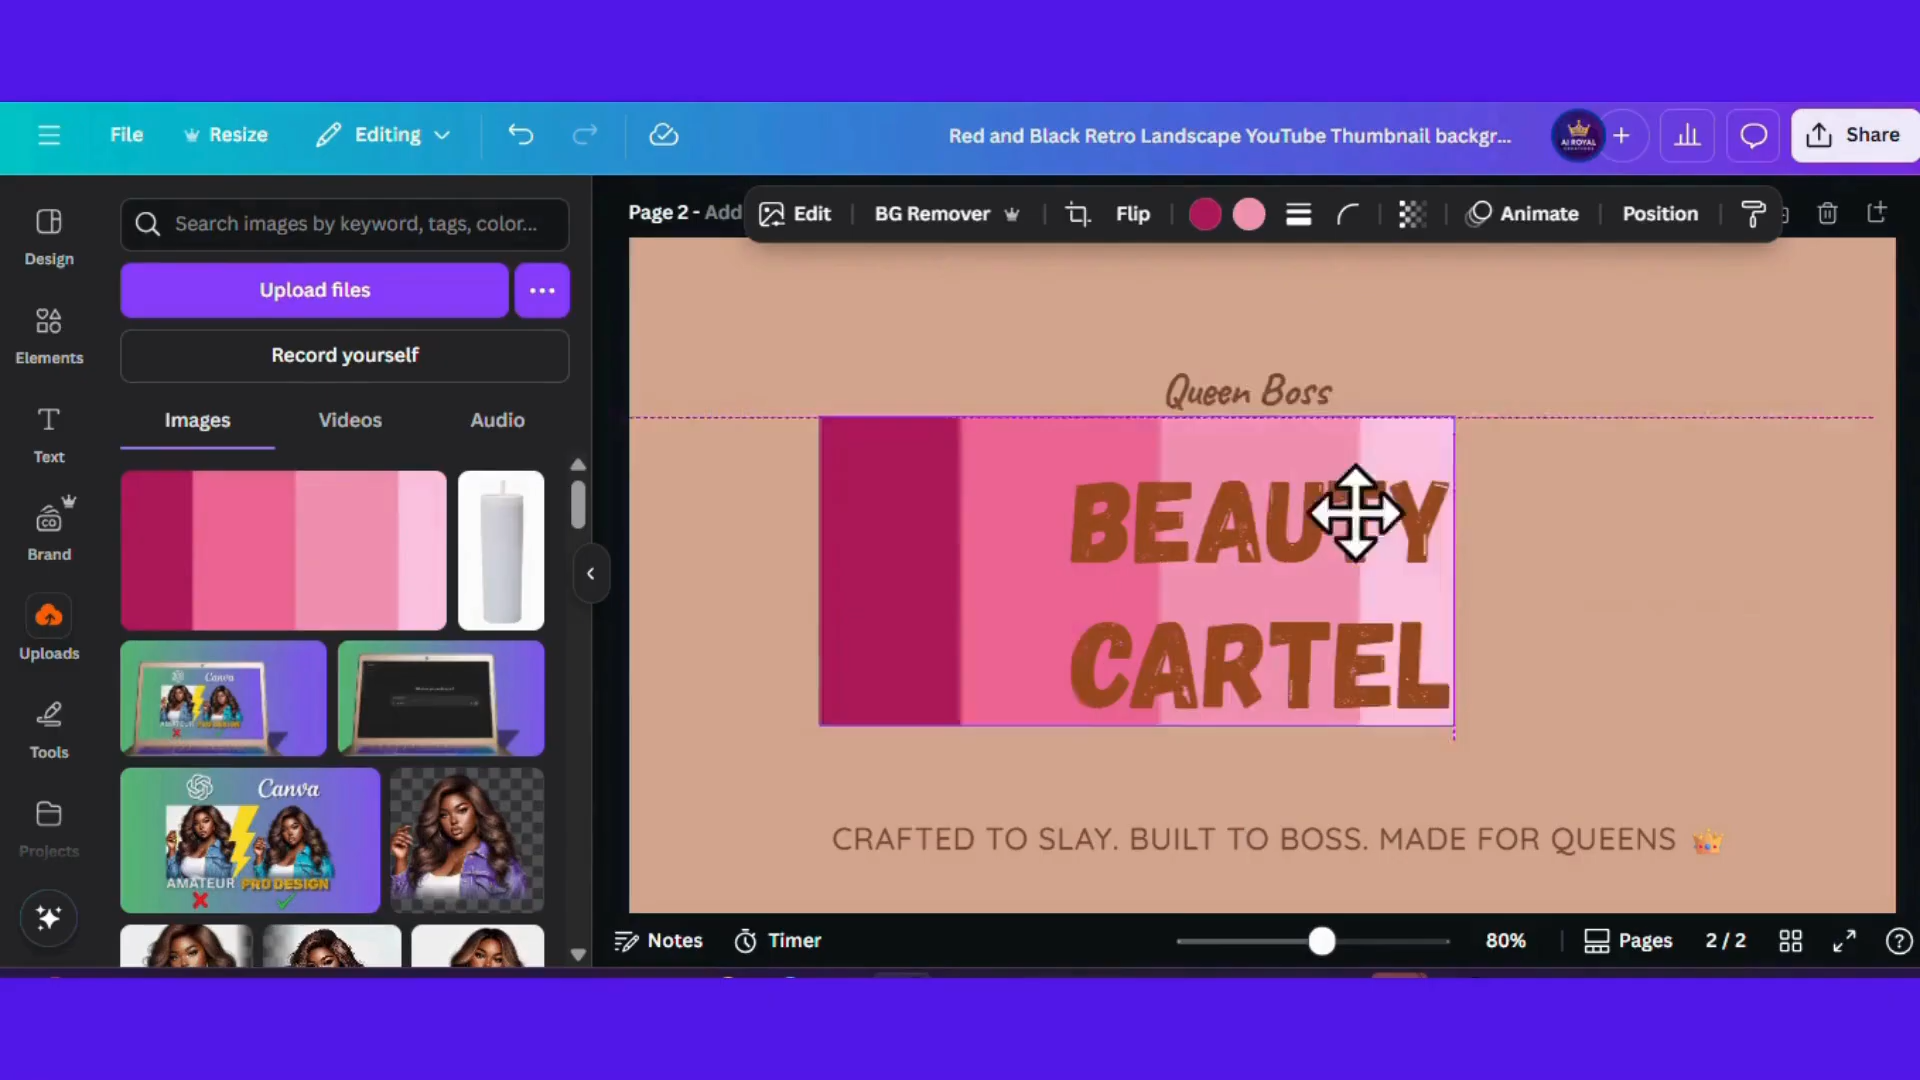 File
Resize
Editing
Red and Black Retro Landscape YouTube Thumbnail backgr...
AI ROYAL
Share
Design
Elements
Text
Brand
Uploads
Tools
Projects
Search images by keyword, tags, color...
Upload files
Record yourself
Images
Videos
Audio
Canva
Canva
AMATEUR PRO DESIGN
Page 2 - Add
Edit
BG Remover
Flip
Animate
Position
Queen Boss
BEAUTY
CARTEL
CRAFTED TO SLAY. BUILT TO BOSS. MADE FOR QUEENS 👑
Notes
Timer
80%
Pages
2 / 2